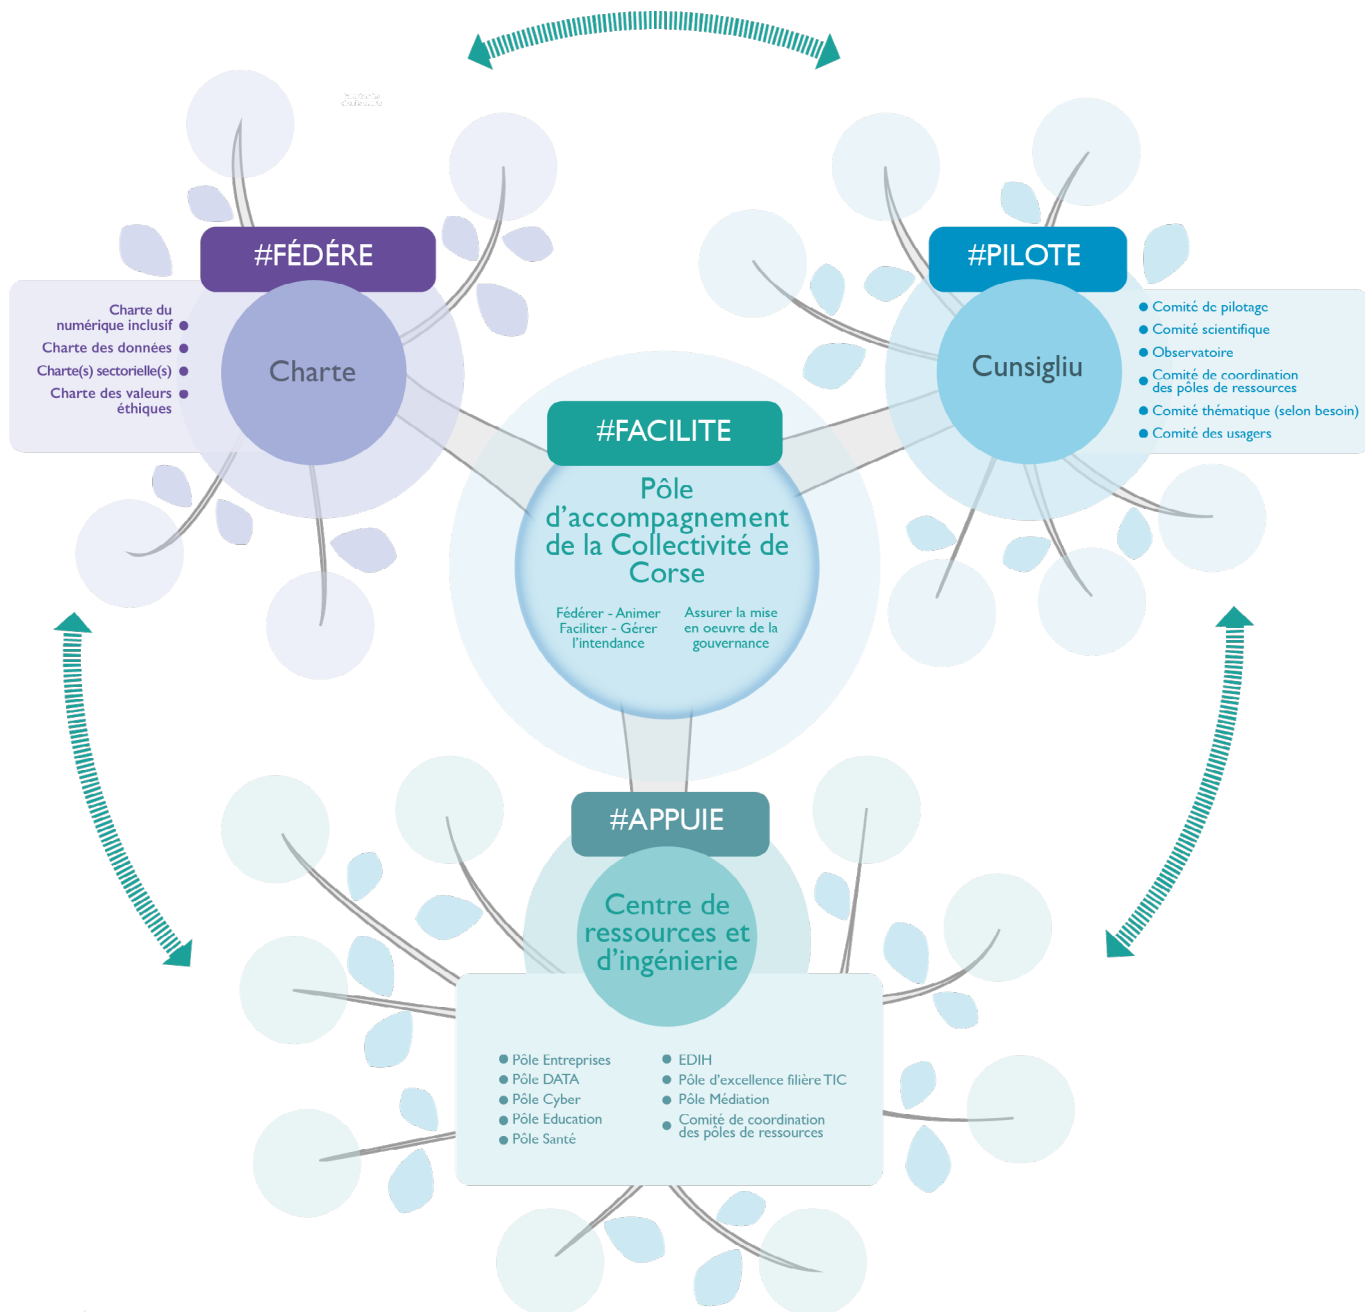 #FÉDÉRE
Charte
Charte du
numérique inclusif
Charte des données
Charte(s) sectorielle(s)
Charte des valeurs
éthiques
#PILOTE
Cunsigliu
Comité de pilotage
Comité scientifique
Observatoire
Comité de coordination
des pôles de ressources
Comité thématique (selon besoin)
Comité des usagers
#FACILITE
Pôle
d'accompagnement
de la Collectivité de
Corse
Fédérer - Animer
Faciliter - Gérer
l'intendance
Assurer la mise
en oeuvre de la
gouvernance
#APPUIE
Centre de
ressources et
d'ingénierie
Pôle Entreprises
Pôle DATA
Pôle Cyber
Pôle Education
Pôle Santé
EDIH
Pôle d'excellence filière TIC
Pôle Médiation
Comité de coordination
des pôles de ressources